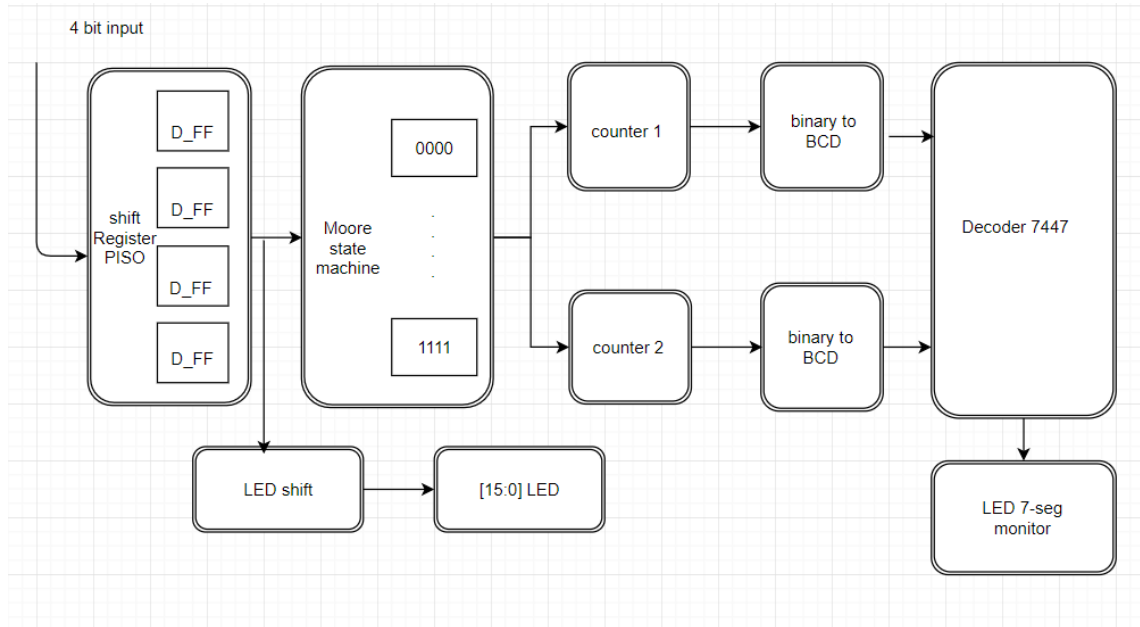 4 bit input
shift
Register
PISO
D_FF
D_FF
D_FF
D_FF
Moore
state
machine
0000
1111
counter 1
binary to
BCD
counter 2
binary to
BCD
Decoder 7447
LED shift
[15:0] LED
LED 7-seg
monitor